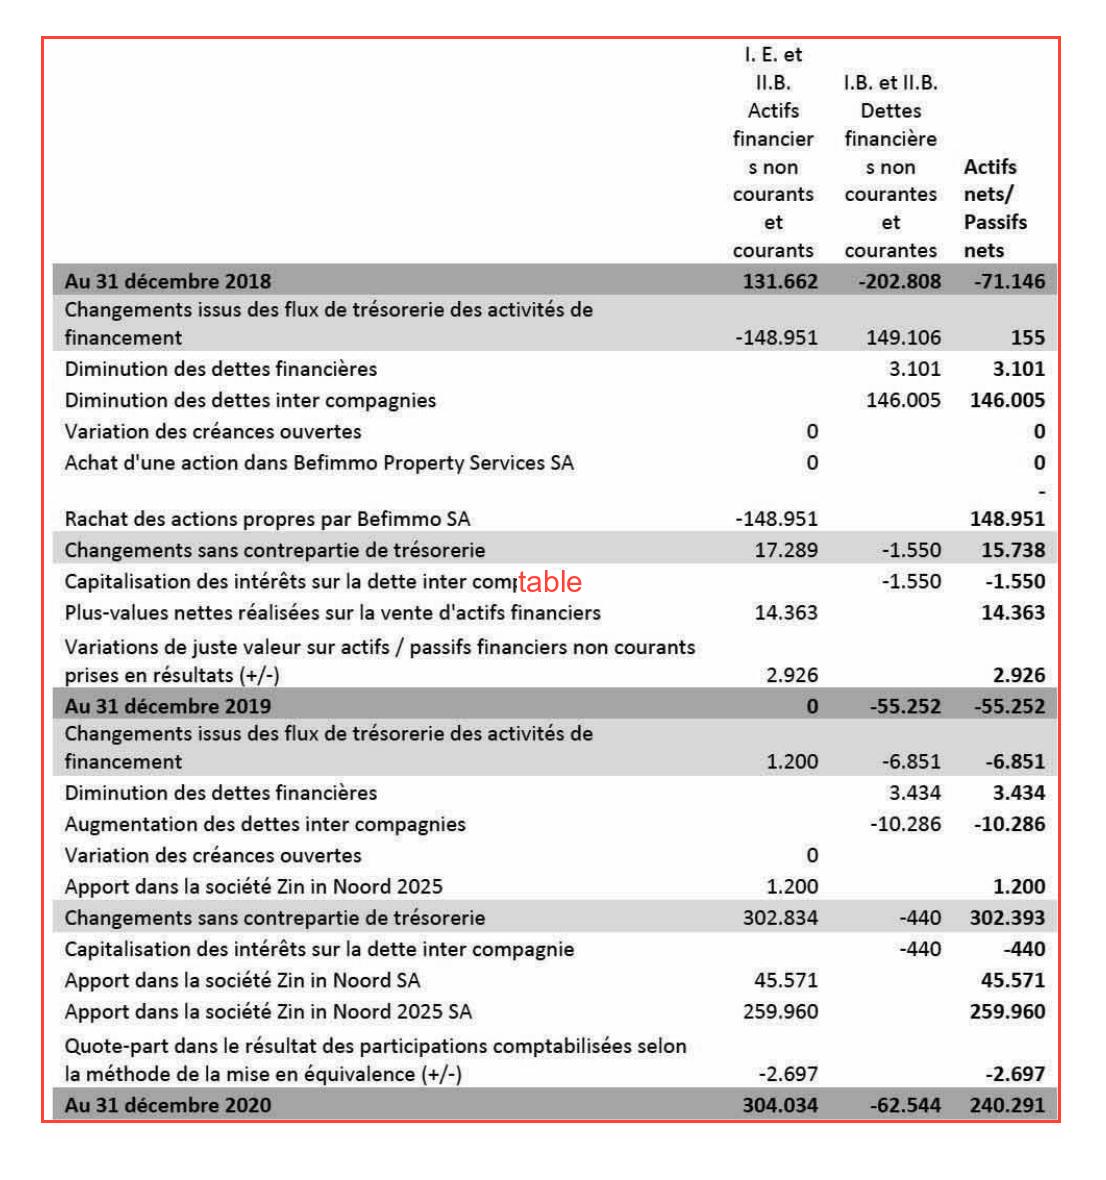 I. E. et
II.B. I.B. et II.B.
Actifs Dettes
financier financière
s non s non Actifs
courants courantes nets/
et et Passifs
courants courantes nets
Au 31 décembre 2018 131.662 -202.808 -71.146
Changements issus des flux de trésorerie des activités de
financement -148.951 149.106 155
Diminution des dettes financières 3.101 3.101
Diminution des dettes inter compagnies 146.005 146.005
Variation des créances ouvertes 0 0
Achat d'une action dans Befimmo Property Services SA 0 0
-
Rachat des actions propres par Befimmo SA -148.951 148.951
Changements sans contrepartie de trésorerie 17.289 -1.550 15.738
Capitalisation des intérêts sur la dette inter table -1.550 -1.550
Plus-values nettes réalisées sur la vente d'actifs financiers 14.363 14.363
Variations de juste valeur sur actifs / passifs financiers non courants
prises en résultats (+/-) 2.926 2.926
Au 31 décembre 2019 0 -55.252 -55.252
Changements issus des flux de trésorerie des activités de
financement 1.200 -6.851 -6.851
Diminution des dettes financières 3.434 3.434
Augmentation des dettes inter compagnies -10.286 -10.286
Variation des créances ouvertes 0
Apport dans la société Zin in Noord 2025 1.200 1.200
Changements sans contrepartie de trésorerie 302.834 -440 302.393
Capitalisation des intérêts sur la dette inter compagnie -440 -440
Apport dans la société Zin in Noord SA 45.571 45.571
Apport dans la société Zin in Noord 2025 SA 259.960 259.960
Quote-part dans le résultat des participations comptabilisées selon
la méthode de la mise en équivalence (+/-) -2.697 -2.697
Au 31 décembre 2020 304.034 -62.544 240.291